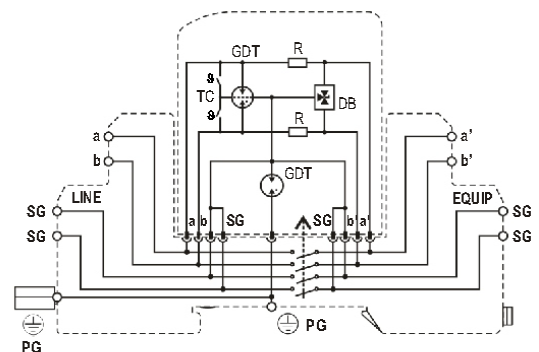 GDT R
ϑ
TC
ϑ
DB
R
a a'
b b'
GDT
LINE EQUIP
SG a b SG SG b' a' SG
SG SG
PG
PG